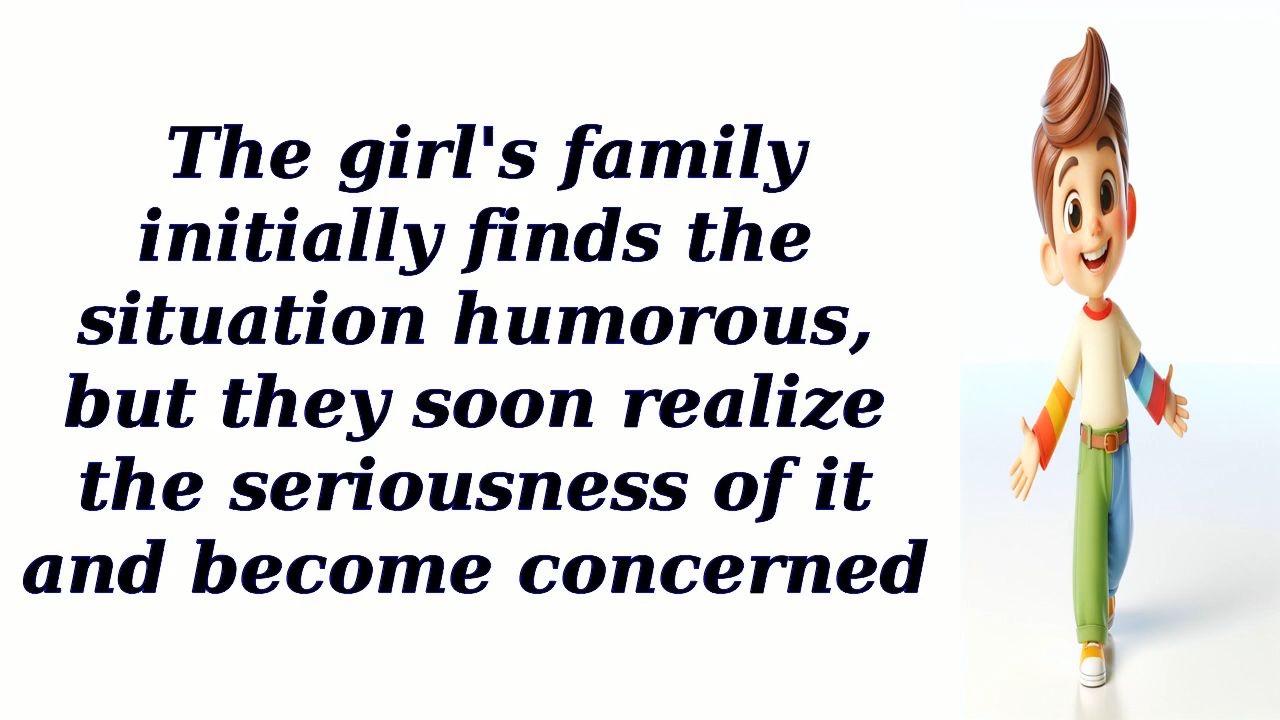 The girl's family
initially finds the
situation humorous,
but they soon realize
the seriousness of it
and become concerned